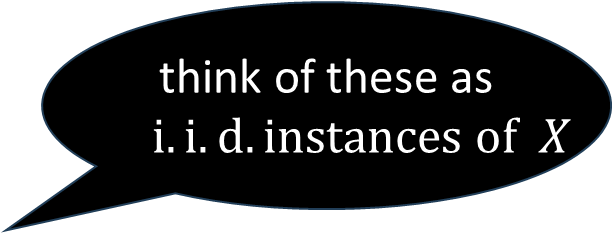 think of these as
i. i. d. instances of X